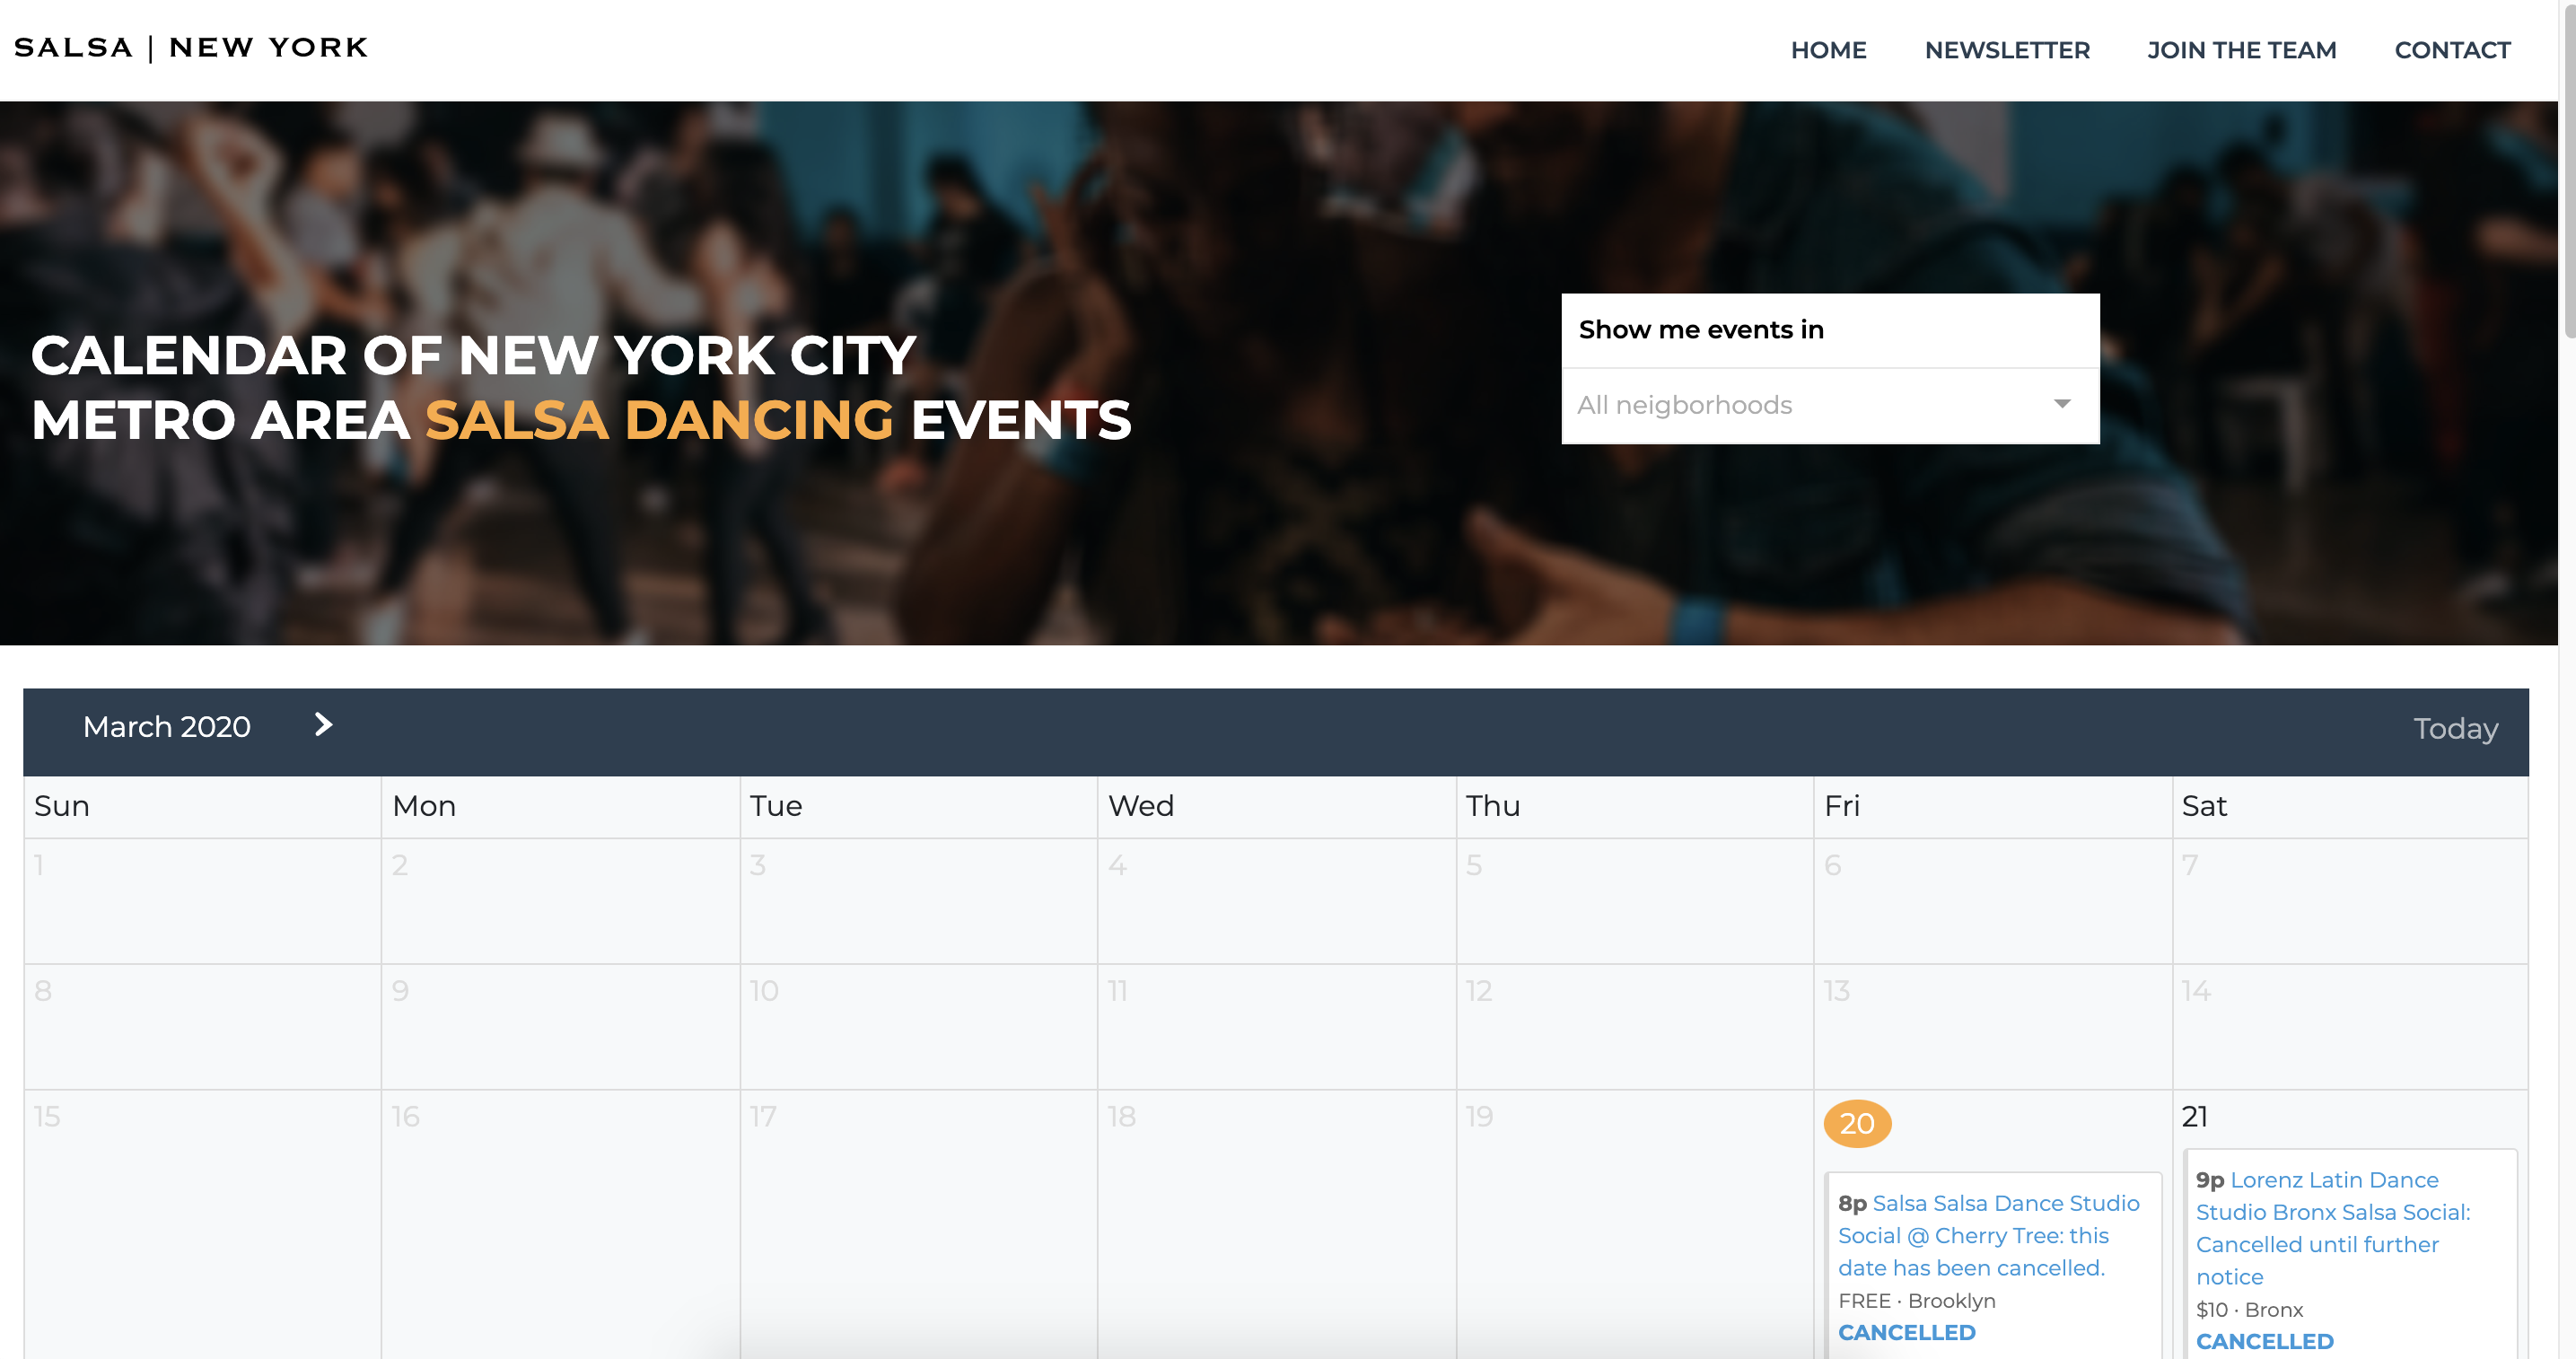 SALSA | NEW YORK
HOME NEWSLETTER JOIN THE TEAM CONTACT
CALENDAR OF NEW YORK CITY
METRO AREA SALSA DANCING EVENTS
Show me events in
All neigborhoods
March 2020
Today
Sun Mon Tue Wed Thu Fri Sat
1 2 3 4 5 6 7
8 9 10 11 12 13 14
15 16 17 18 19 20 21
8p Salsa Salsa Dance Studio
Social @ Cherry Tree: this
date has been cancelled.
FREE · Brooklyn
CANCELLED
9p Lorenz Latin Dance
Studio Bronx Salsa Social:
Cancelled until further
notice
$10 · Bronx
CANCELLED